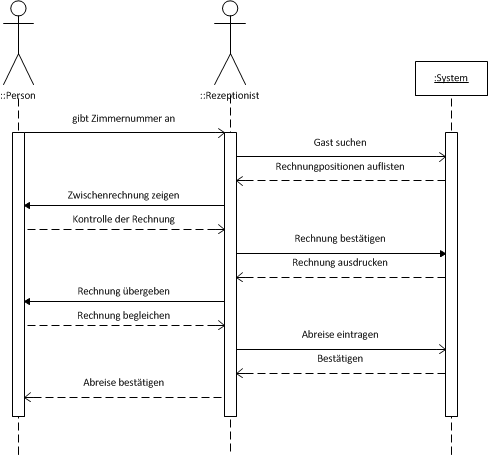 ::Person
::Rezeptionist
:System
gibt Zimmernummer an
Gast suchen
Rechnungpositionen auflisten
Zwischenrechnung zeigen
Kontrolle der Rechnung
Rechnung bestätigen
Rechnung ausdrucken
Rechnung übergeben
Rechnung begleichen
Abreise eintragen
Bestätigen
Abreise bestätigen